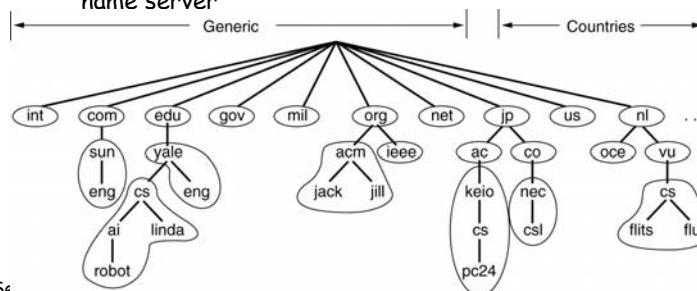 name server
Generic Countries
int com edu gov mil org net jp us nl ..
sun yale acm ieee ac co oce vu
eng cs eng jack jill keio nec cs
ai linda cs csl flits flu
robot pc24